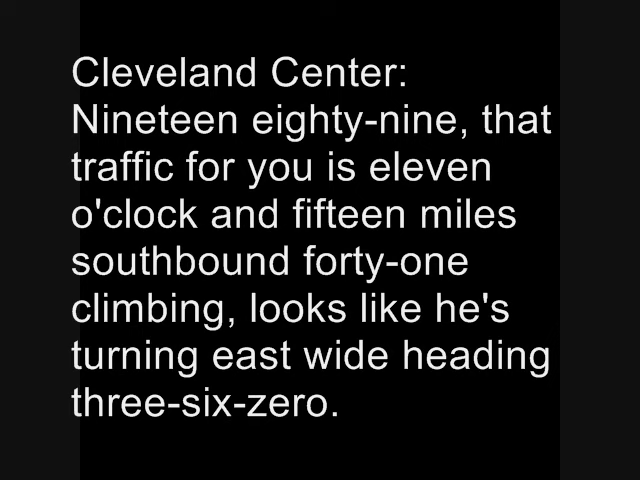 Cleveland Center:
Nineteen eighty-nine, that
traffic for you is eleven
o'clock and fifteen miles
southbound forty-one
climbing, looks like he's
turning east wide heading
three-six-zero.